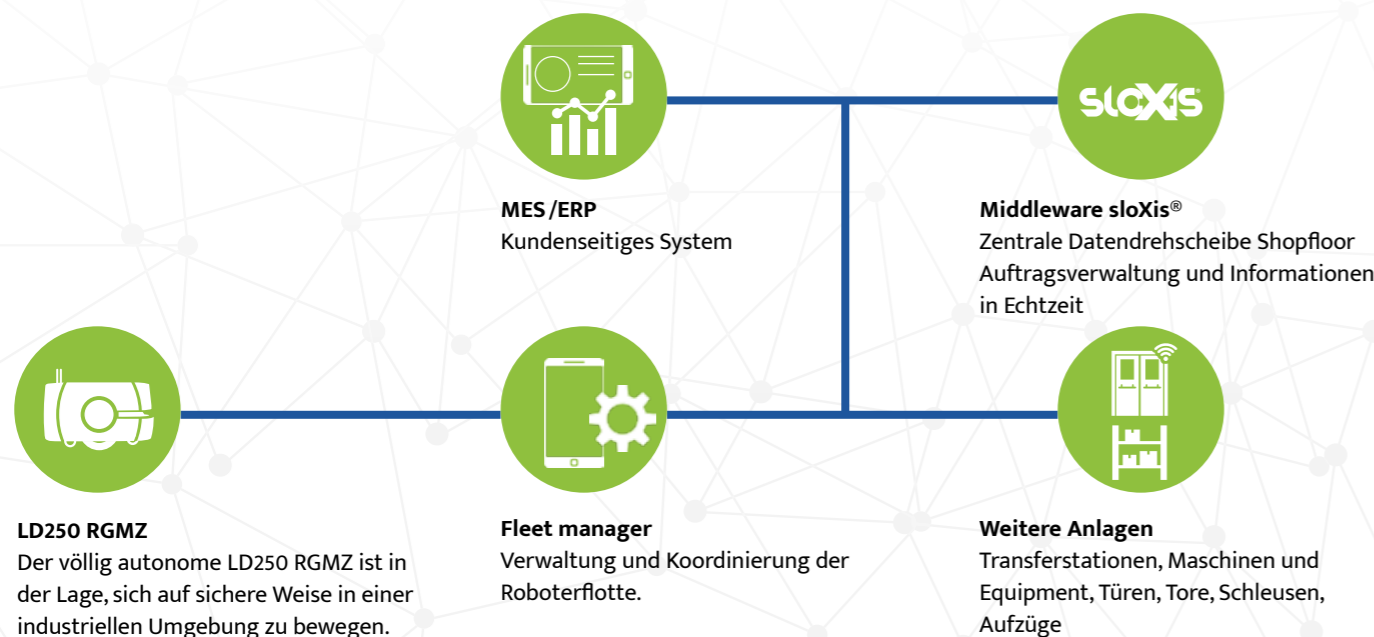 sloXis
MES/ERP
Kundenseitiges System
Middleware sloXis®
Zentrale Datendrehscheibe Shopfloor
Auftragsverwaltung und Informationen
in Echtzeit
LD250 RGMZ
Der völlig autonome LD250 RGMZ ist in
der Lage, sich auf sichere Weise in einer
industriellen Umgebung zu bewegen.
Fleet manager
Verwaltung und Koordinierung der
Roboterflotte.
Weitere Anlagen
Transferstationen, Maschinen und
Equipment, Türen, Tore, Schleusen,
Aufzüge